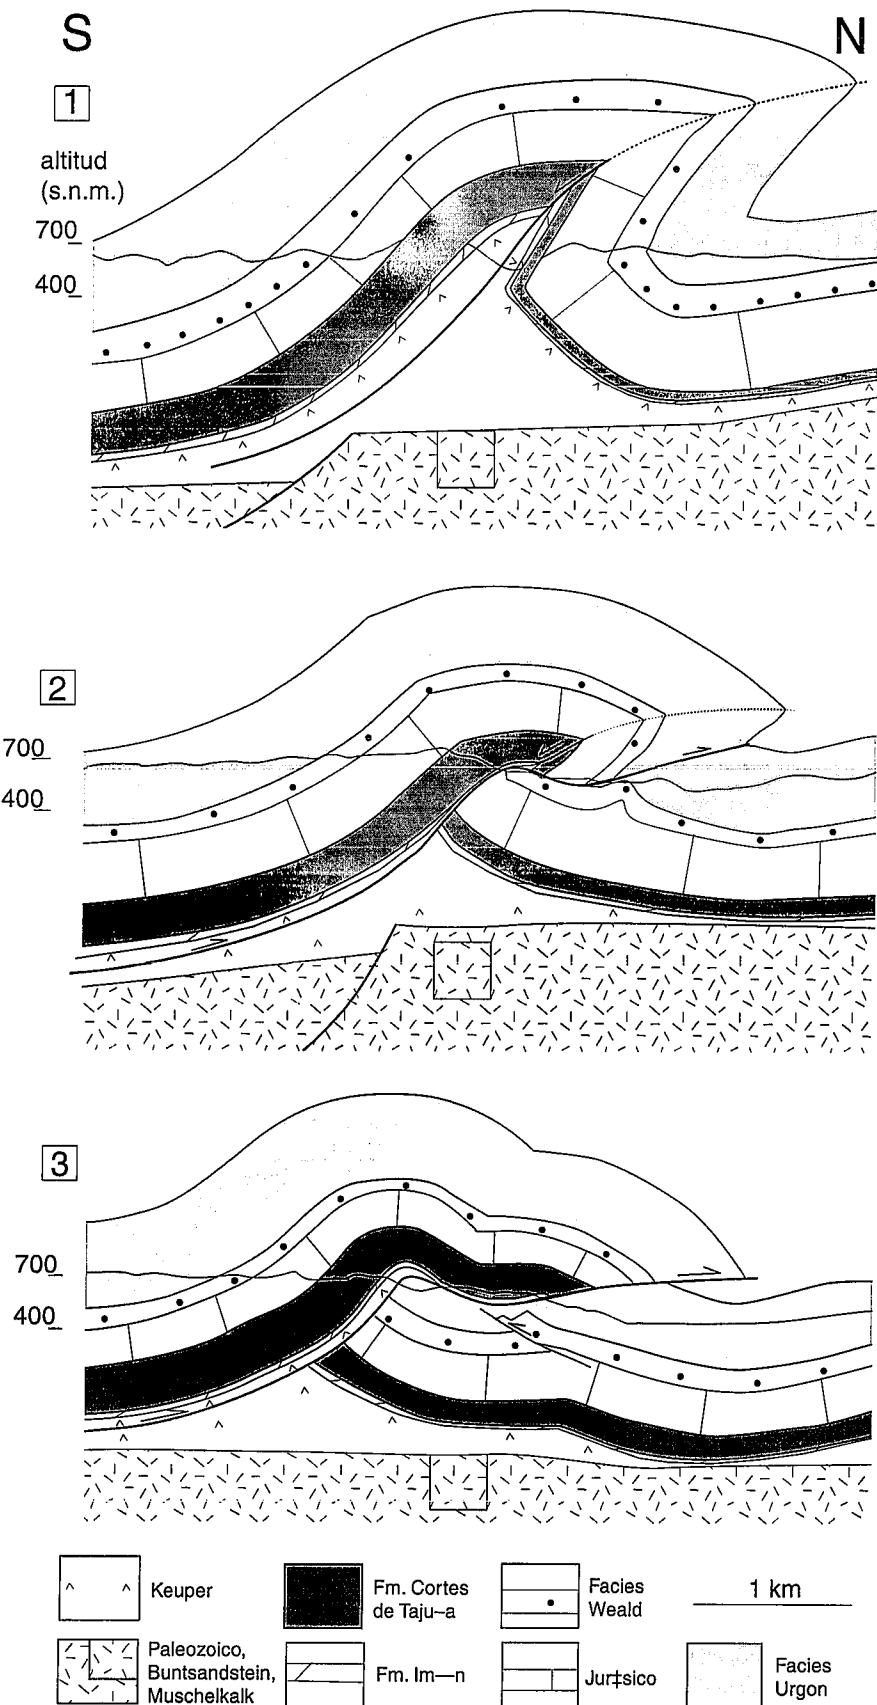 S
N
1
altitud
(s.n.m.)
700
400
2
700
400
3
700
400
Keuper
Fm. Cortes
de Taju–a
Facies
Weald
1 km
Paleozoico,
Buntsandstein,
Muschelkalk
Fm. Im—n
Jur‡sico
Facies
Urgon